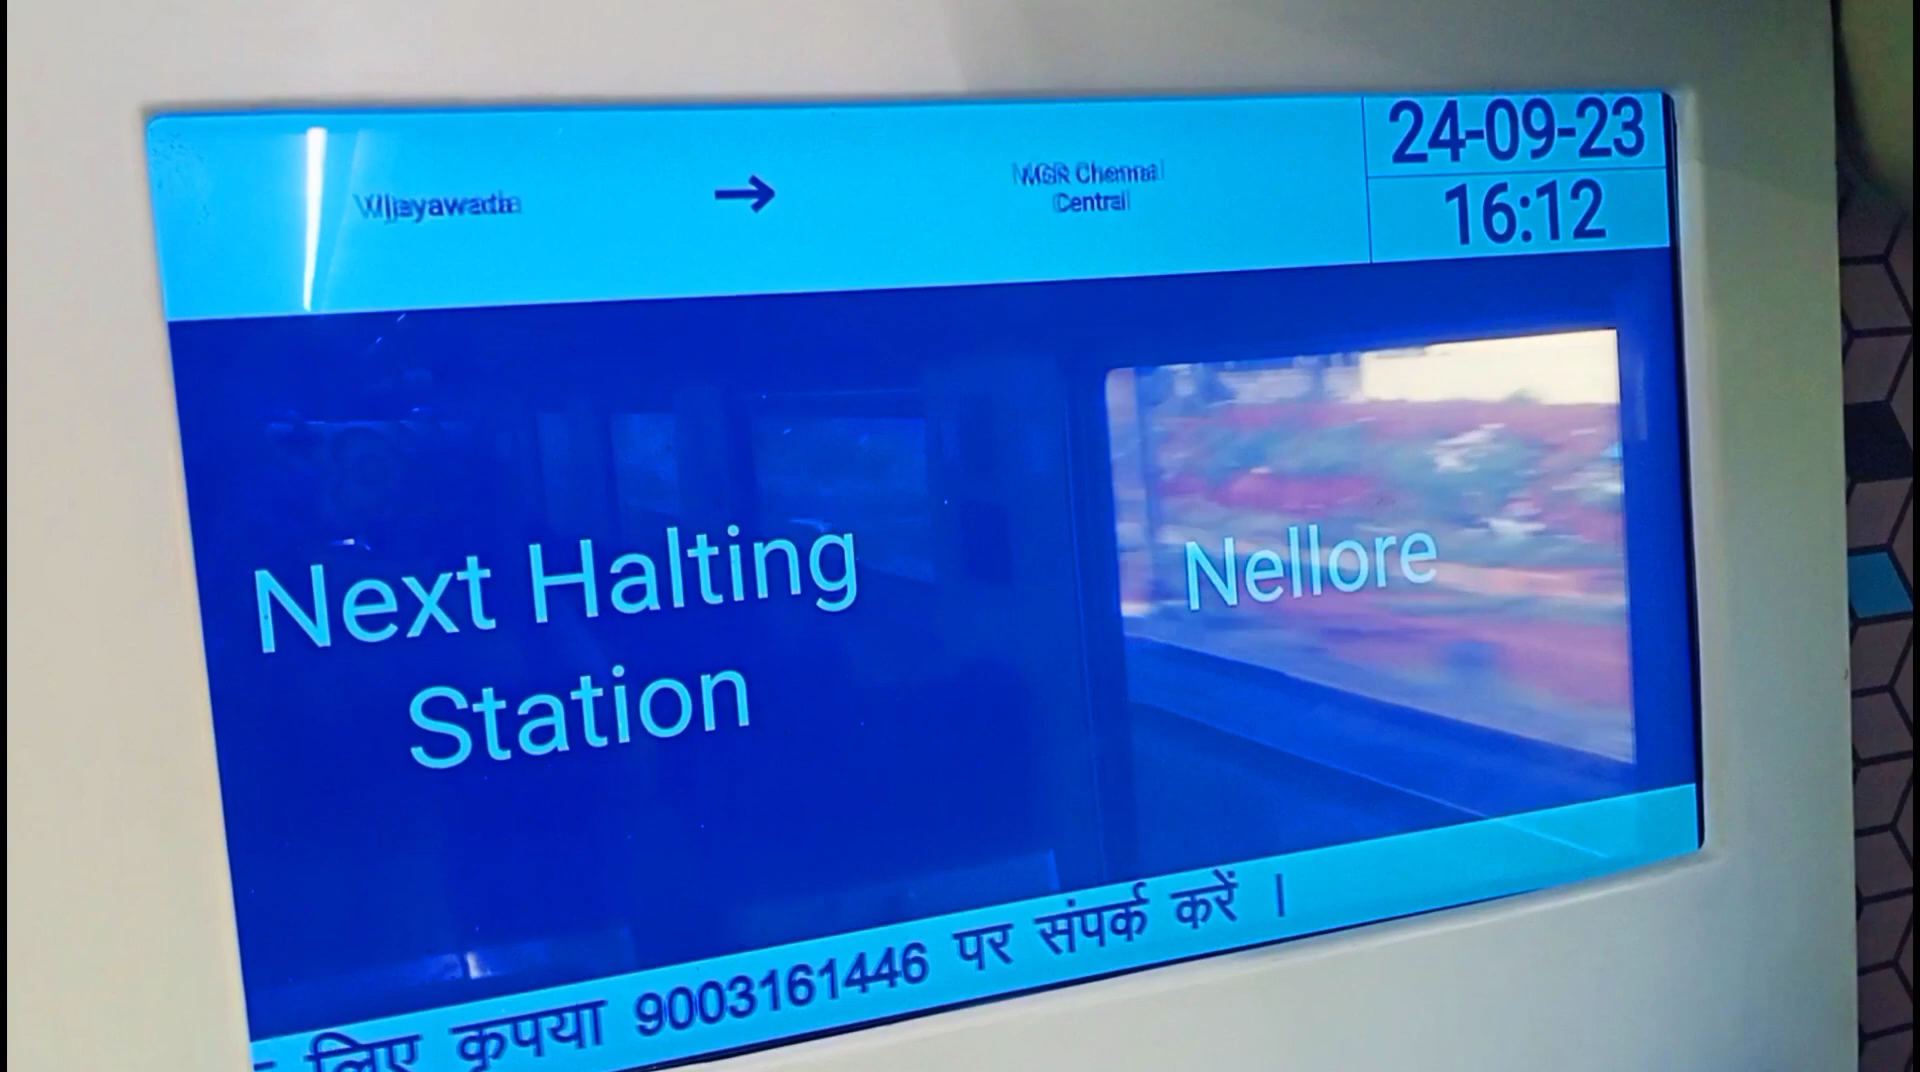 Vijayawada
→
MGR Chennai
Central
24-09-23
16:12
Next Halting
Station
Nellore
लिए कृपया 9003161446 पर संपर्क करें ।